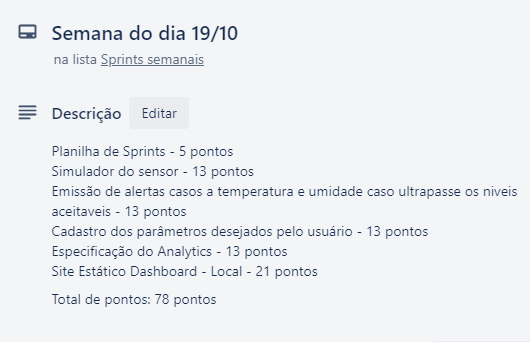 Semana do dia 19/10
na lista Sprints semanais
Descrição Editar
Planilha de Sprints - 5 pontos
Simulador do sensor - 13 pontos
Emissão de alertas casos a temperatura e umidade caso ultrapasse os niveis
aceitaveis - 13 pontos
Cadastro dos parâmetros desejados pelo usuário - 13 pontos
Especificação do Analytics - 13 pontos
Site Estático Dashboard - Local - 21 pontos
Total de pontos: 78 pontos